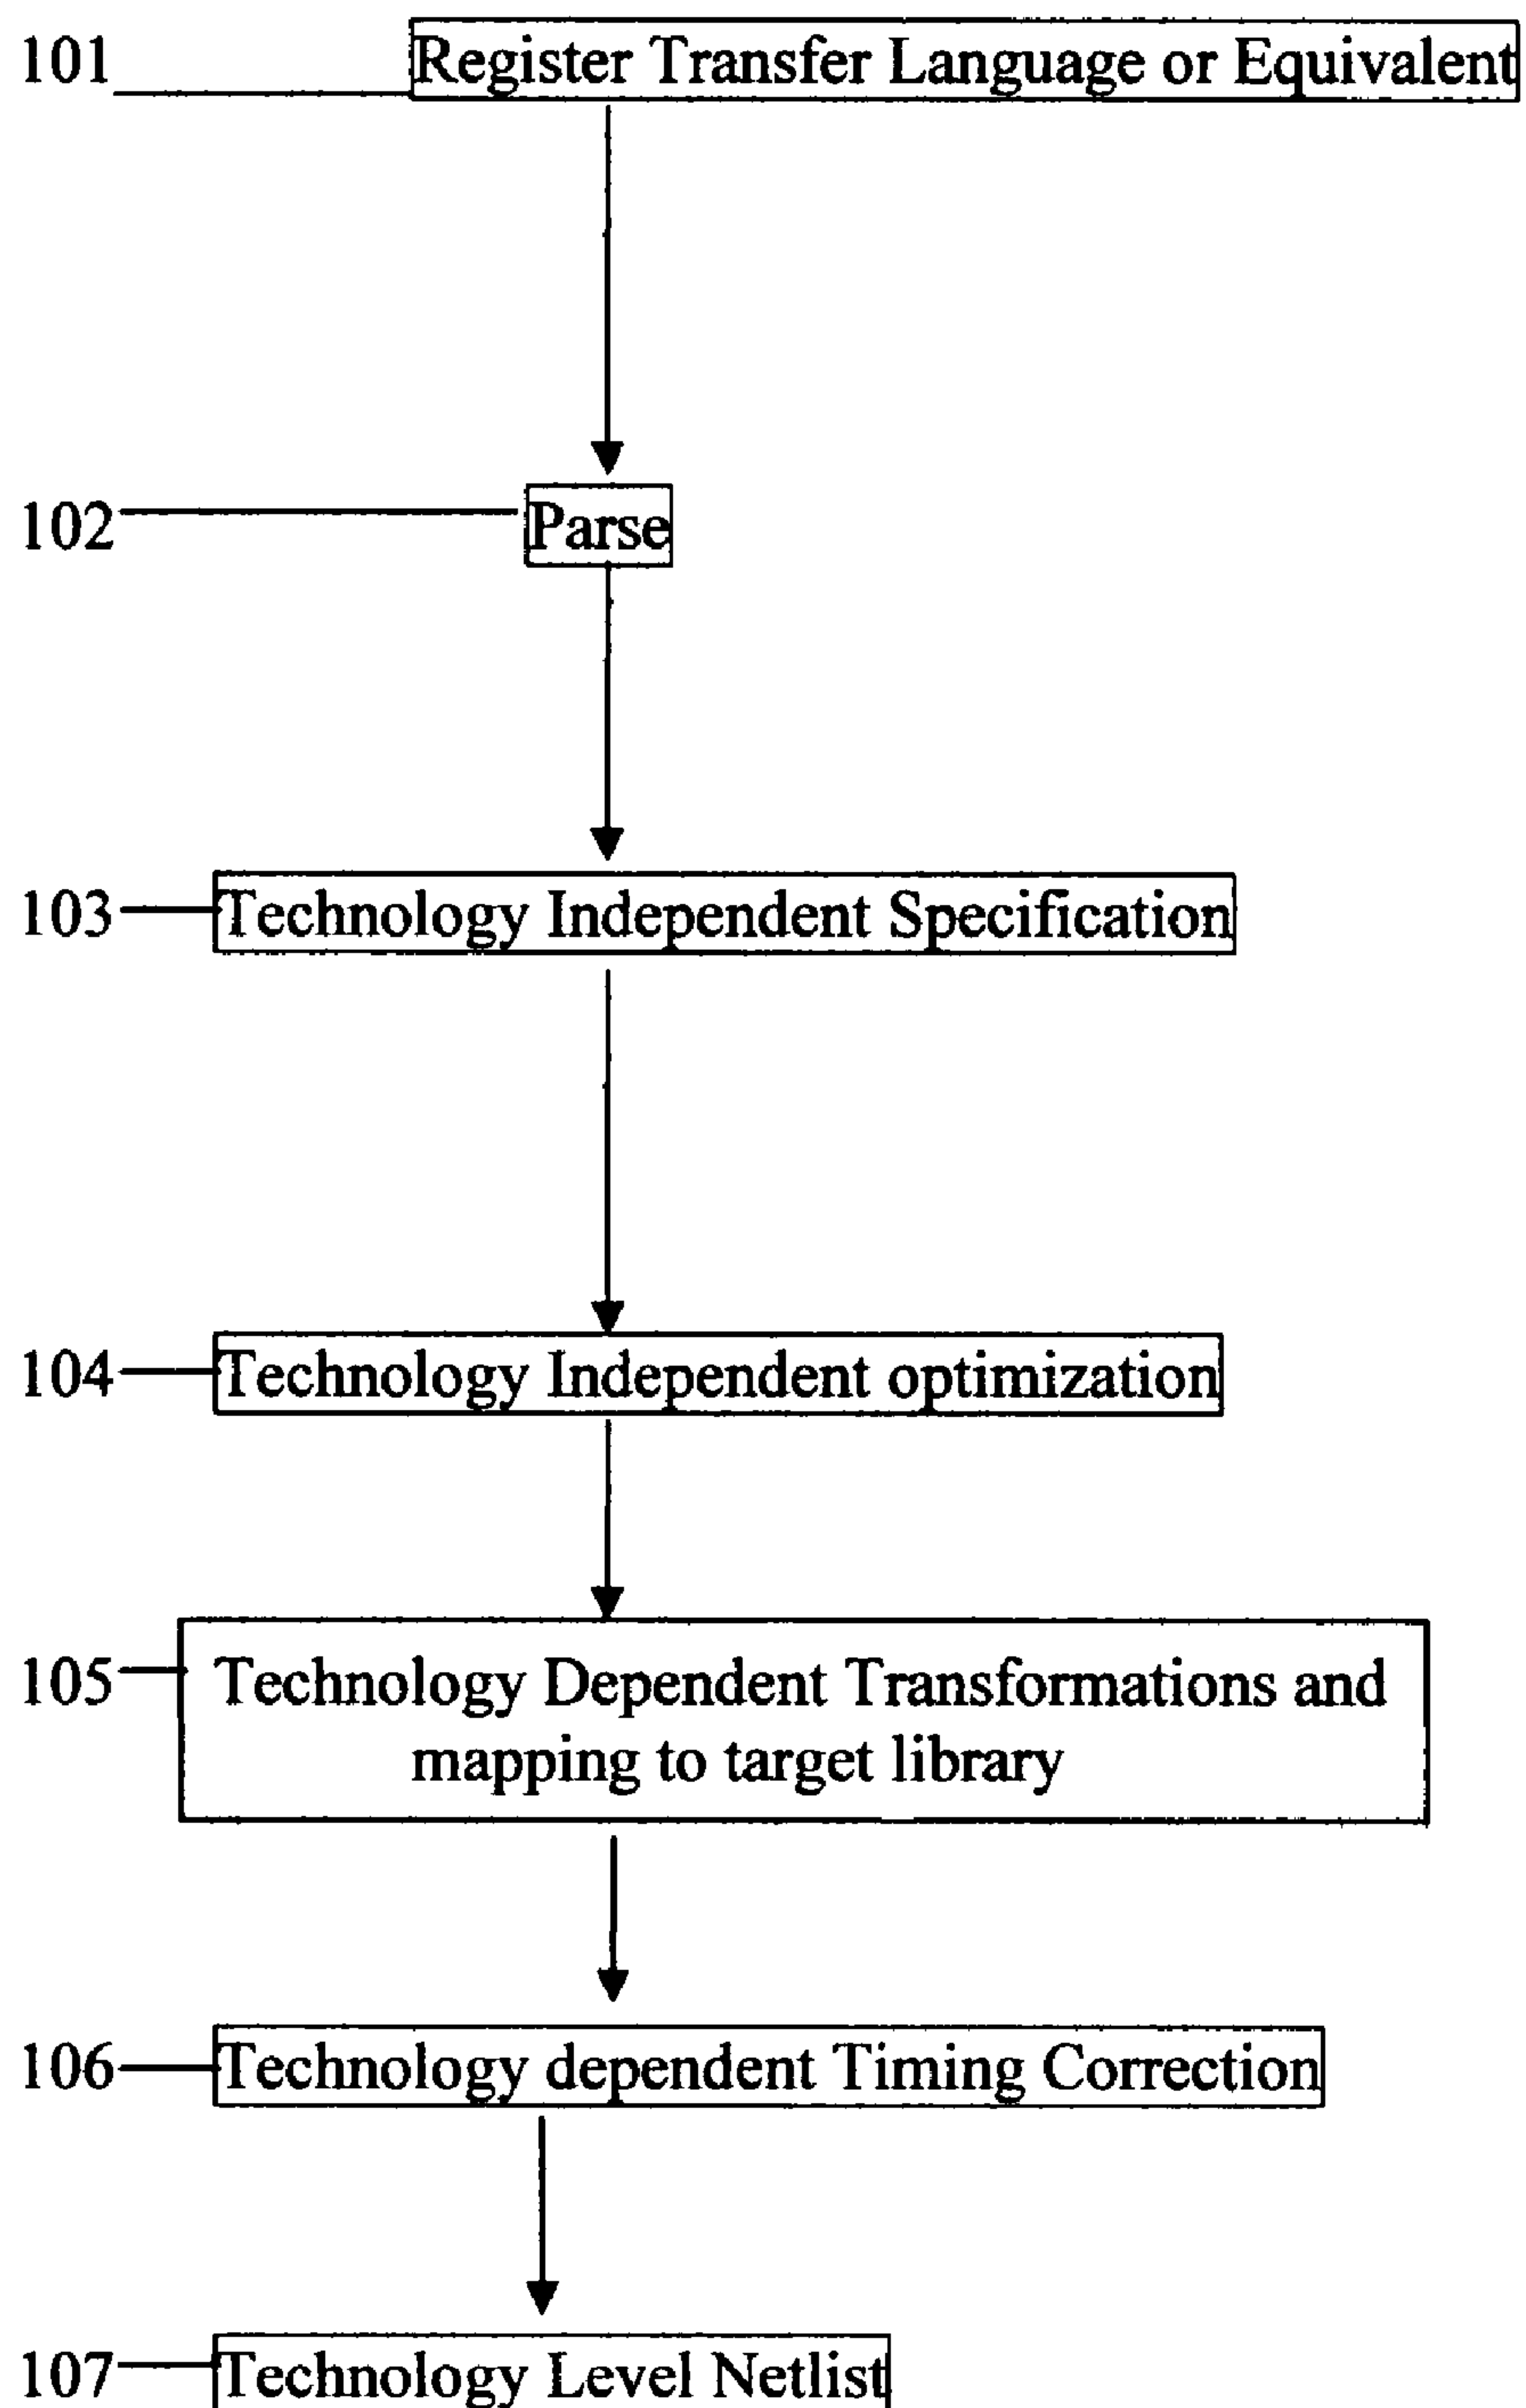 101 Register Transfer Language or Equivalent
102 Parse
103 Technology Independent Specification
104 Technology Independent optimization
105 Technology Dependent Transformations and
mapping to target library
106 Technology dependent Timing Correction
107 Technology Level Netlist